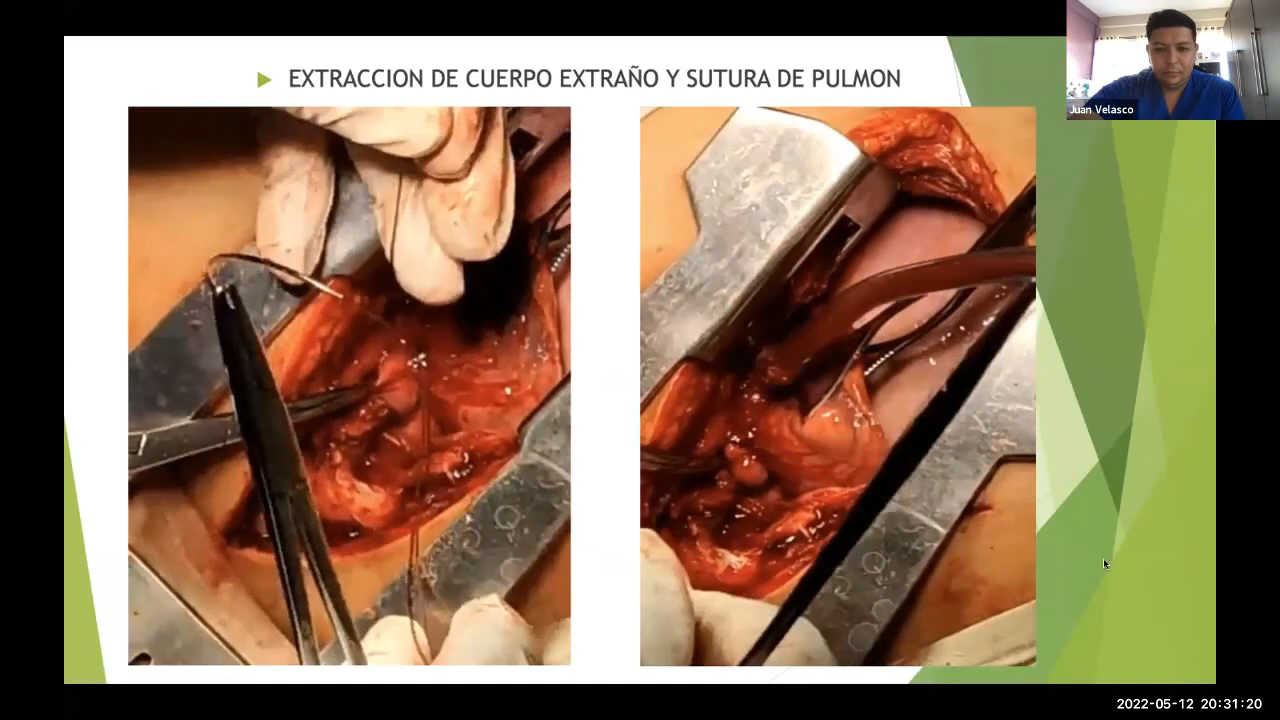 EXTRACCION DE CUERPO EXTRAÑO Y SUTURA DE PULMON
Juan Velasco
2022-05-12 20:31:20